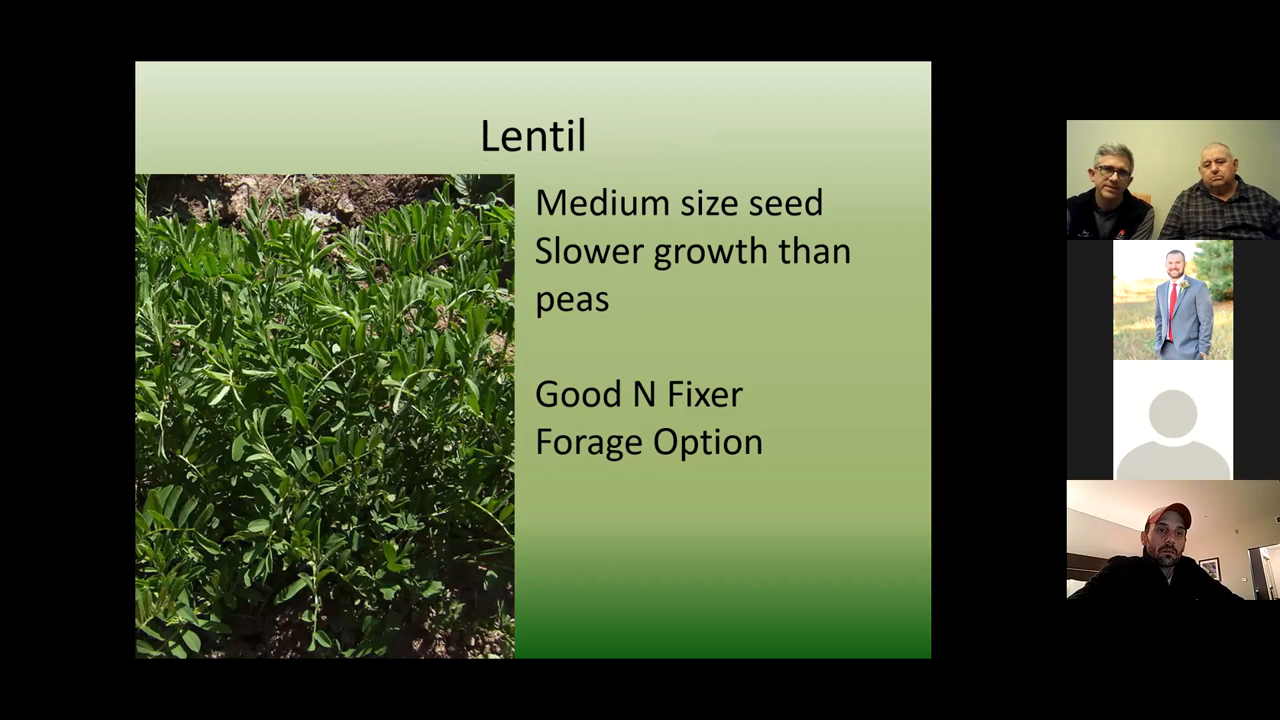 Lentil
Medium size seed
Slower growth than
peas
Good N Fixer
Forage Option